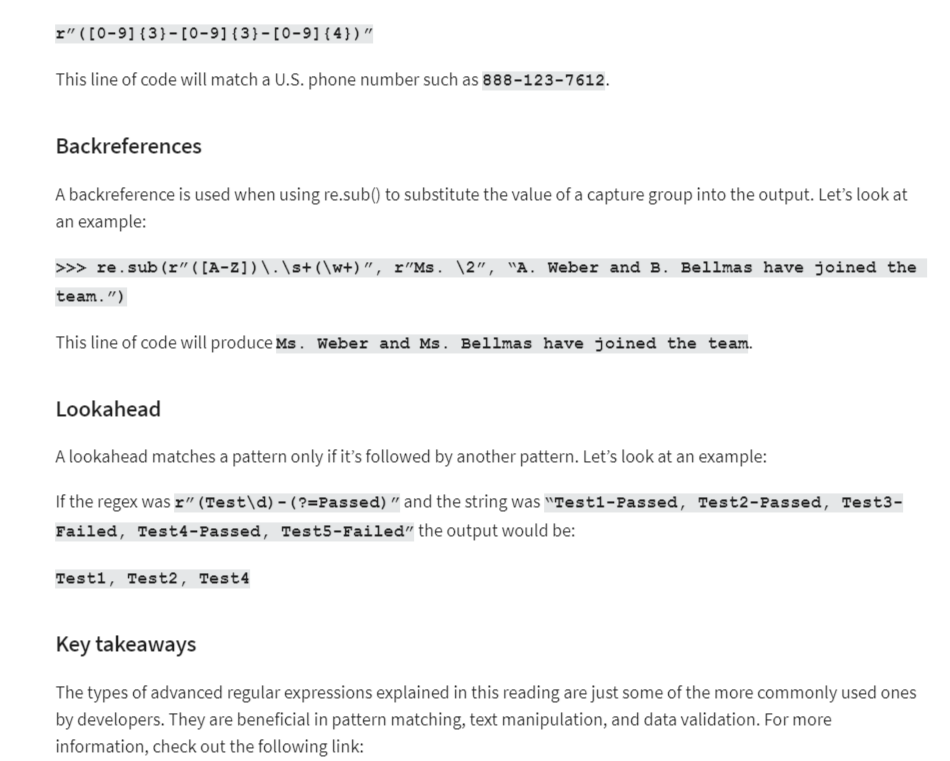 r”([0-9]{3}-[0-9]{3}-[0-9]{4})”
This line of code will match a U.S. phone number such as 888-123-7612.
Backreferences
A backreference is used when using re.sub() to substitute the value of a capture group into the output. Let’s look at
an example:
>>> re.sub(r”([A-Z])\.\s+(\w+)”, r”Ms. \2”, “A. Weber and B. Bellmas have joined the
team.”)
This line of code will produce Ms. Weber and Ms. Bellmas have joined the team.
Lookahead
A lookahead matches a pattern only if it’s followed by another pattern. Let’s look at an example:
If the regex was r”(Test\d)-(?=Passed)” and the string was “Test1-Passed, Test2-Passed, Test3-
Failed, Test4-Passed, Test5-Failed” the output would be:
Test1, Test2, Test4
Key takeaways
The types of advanced regular expressions explained in this reading are just some of the more commonly used ones
by developers. They are beneficial in pattern matching, text manipulation, and data validation. For more
information, check out the following link: